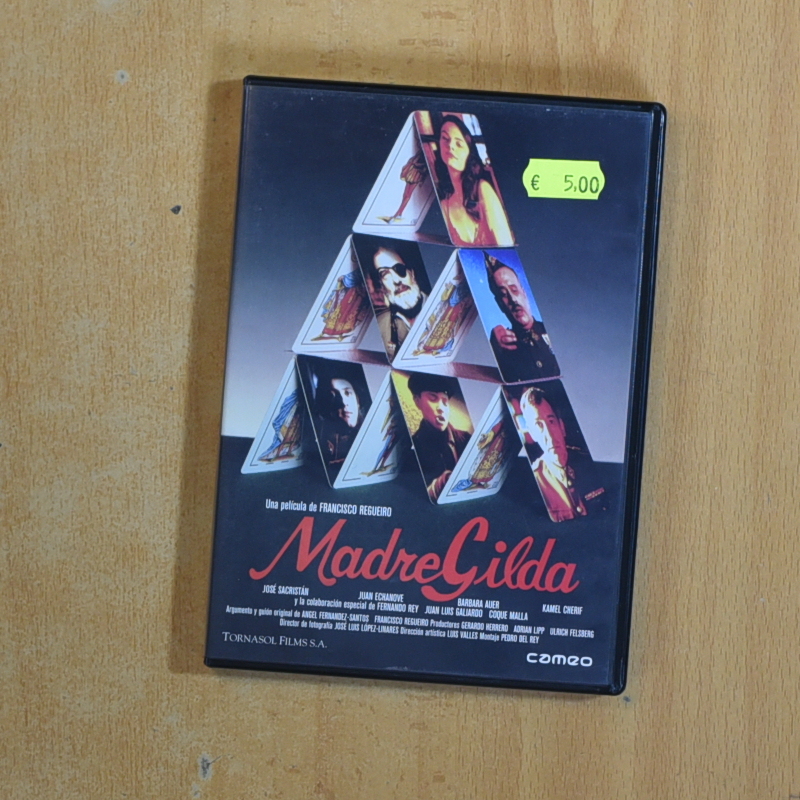 € 5,00
Una película de FRANCISCO REGUEIRO
MadreGilda
JOSÉ SACRISTÁN JUAN ECHANOVE BARBARA AUER KAMEL CHERIF
y la colaboración especial de FERNANDO REY JUAN LUIS GALIARDO COQUE MALLA
Argumento y guión original de ANGEL FERNANDEZ-SANTOS FRANCISCO REGUEIRO Productores GERARDO HERRERO ADRIAN LIPP ULRICH FELSBERG
Director de fotografía JOSÉ LUIS LÓPEZ-LINARES Dirección artística LUIS VALLES Montaje PEDRO DEL REY
TORNASOL FILMS S.A.
cameo